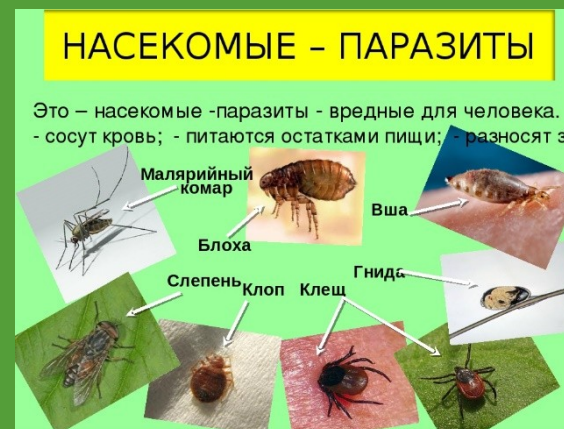 НАСЕКОМЫЕ – ПАРАЗИТЫ
Это – насекомые -паразиты - вредные для человека.
- сосут кровь; - питаются остатками пищи; - разносят
Малярийный
комар
Блоха
Вша
Слепень
Клоп
Клещ
Гнида